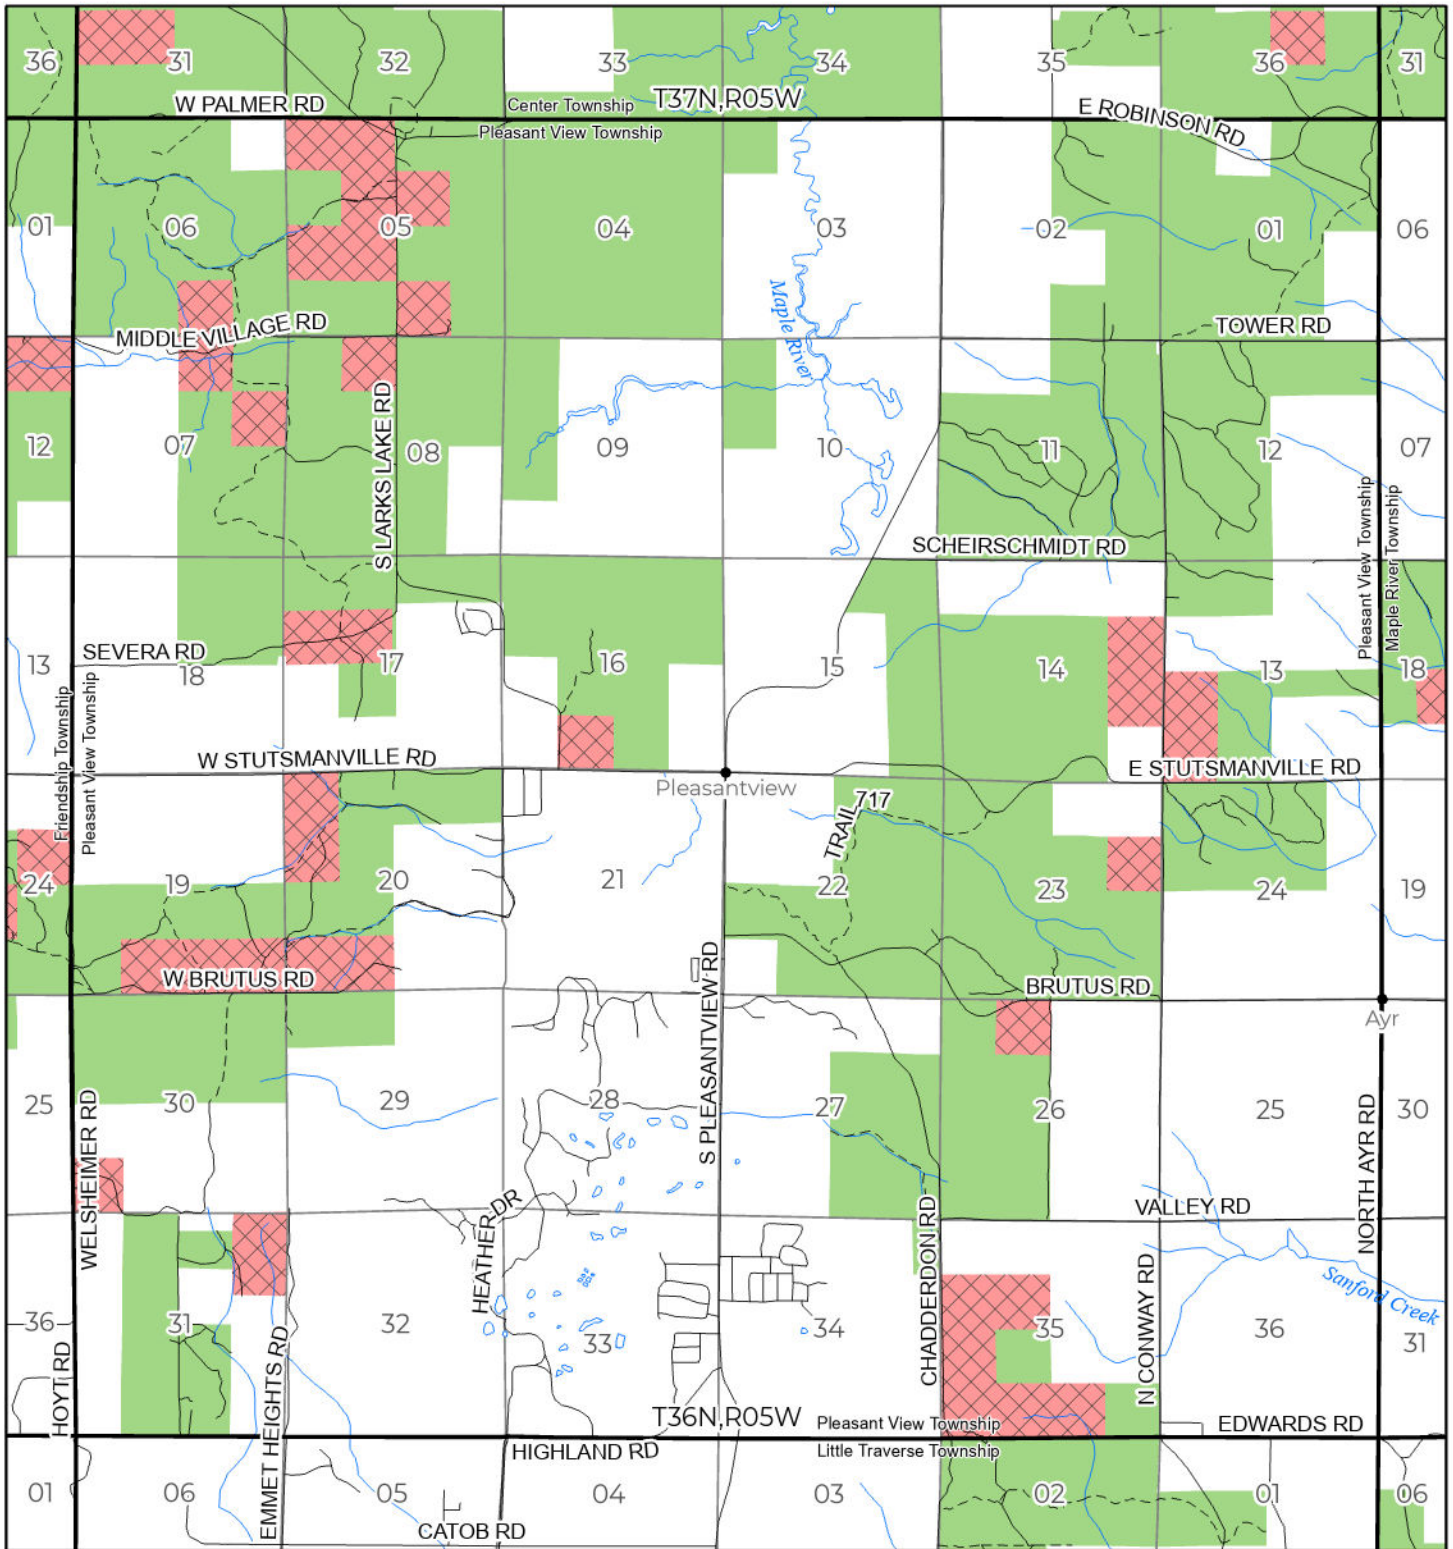 36 31 32 33 34 35 36 31
W PALMER RD
Center Township
T37N,R05W
Pleasant View Township
E ROBINSON RD
01 06 05 04 03 02 01 06
Maple River
MIDDLE VILLAGE RD
TOWER RD
S LARKS LAKE RD
12 07 08 09 10 11 12 07
Pleasant View Township
Maple River Township
SCHEIRSCHMIDT RD
SEVERA RD
13 18 17 16 15 14 13 18
Friendship Township
Pleasant View Township
W STUTSMANVILLE RD
E STUTSMANVILLE RD
Pleasantview
TRAIL 717
24 19 20 21 22 23 24 19
W BRUTUS RD
S PLEASANTVIEW RD
BRUTUS RD
Ayr
25 30 29 28 27 26 25 30
WELSHEIMER RD
NORTH AYR RD
HEATHER DR
CHADDERDON RD
VALLEY RD
N CONWAY RD
Sanford Creek
36 31 32 33 34 35 36 31
HOYT RD
EMMET HEIGHTS RD
T36N,R05W
Pleasant View Township
EDWARDS RD
HIGHLAND RD
Little Traverse Township
01 06 05 04 03 02 01 06
CATOB RD